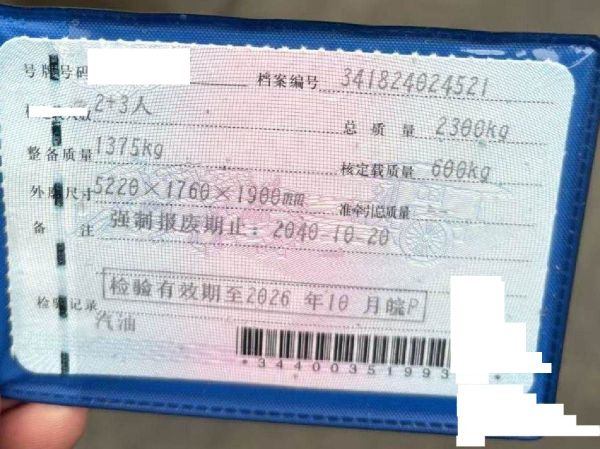 号牌号码 档案编号 341824024521
2+3人 总质量 2300kg
整备质量 1375kg 核定载质量 600kg
外廓尺寸 5220×1760×1900mm 准牵引总质量 --
备注 强制报废期止：2040-10-20
检验记录 检验有效期至2026 年10 月皖P
汽油
*34400351993